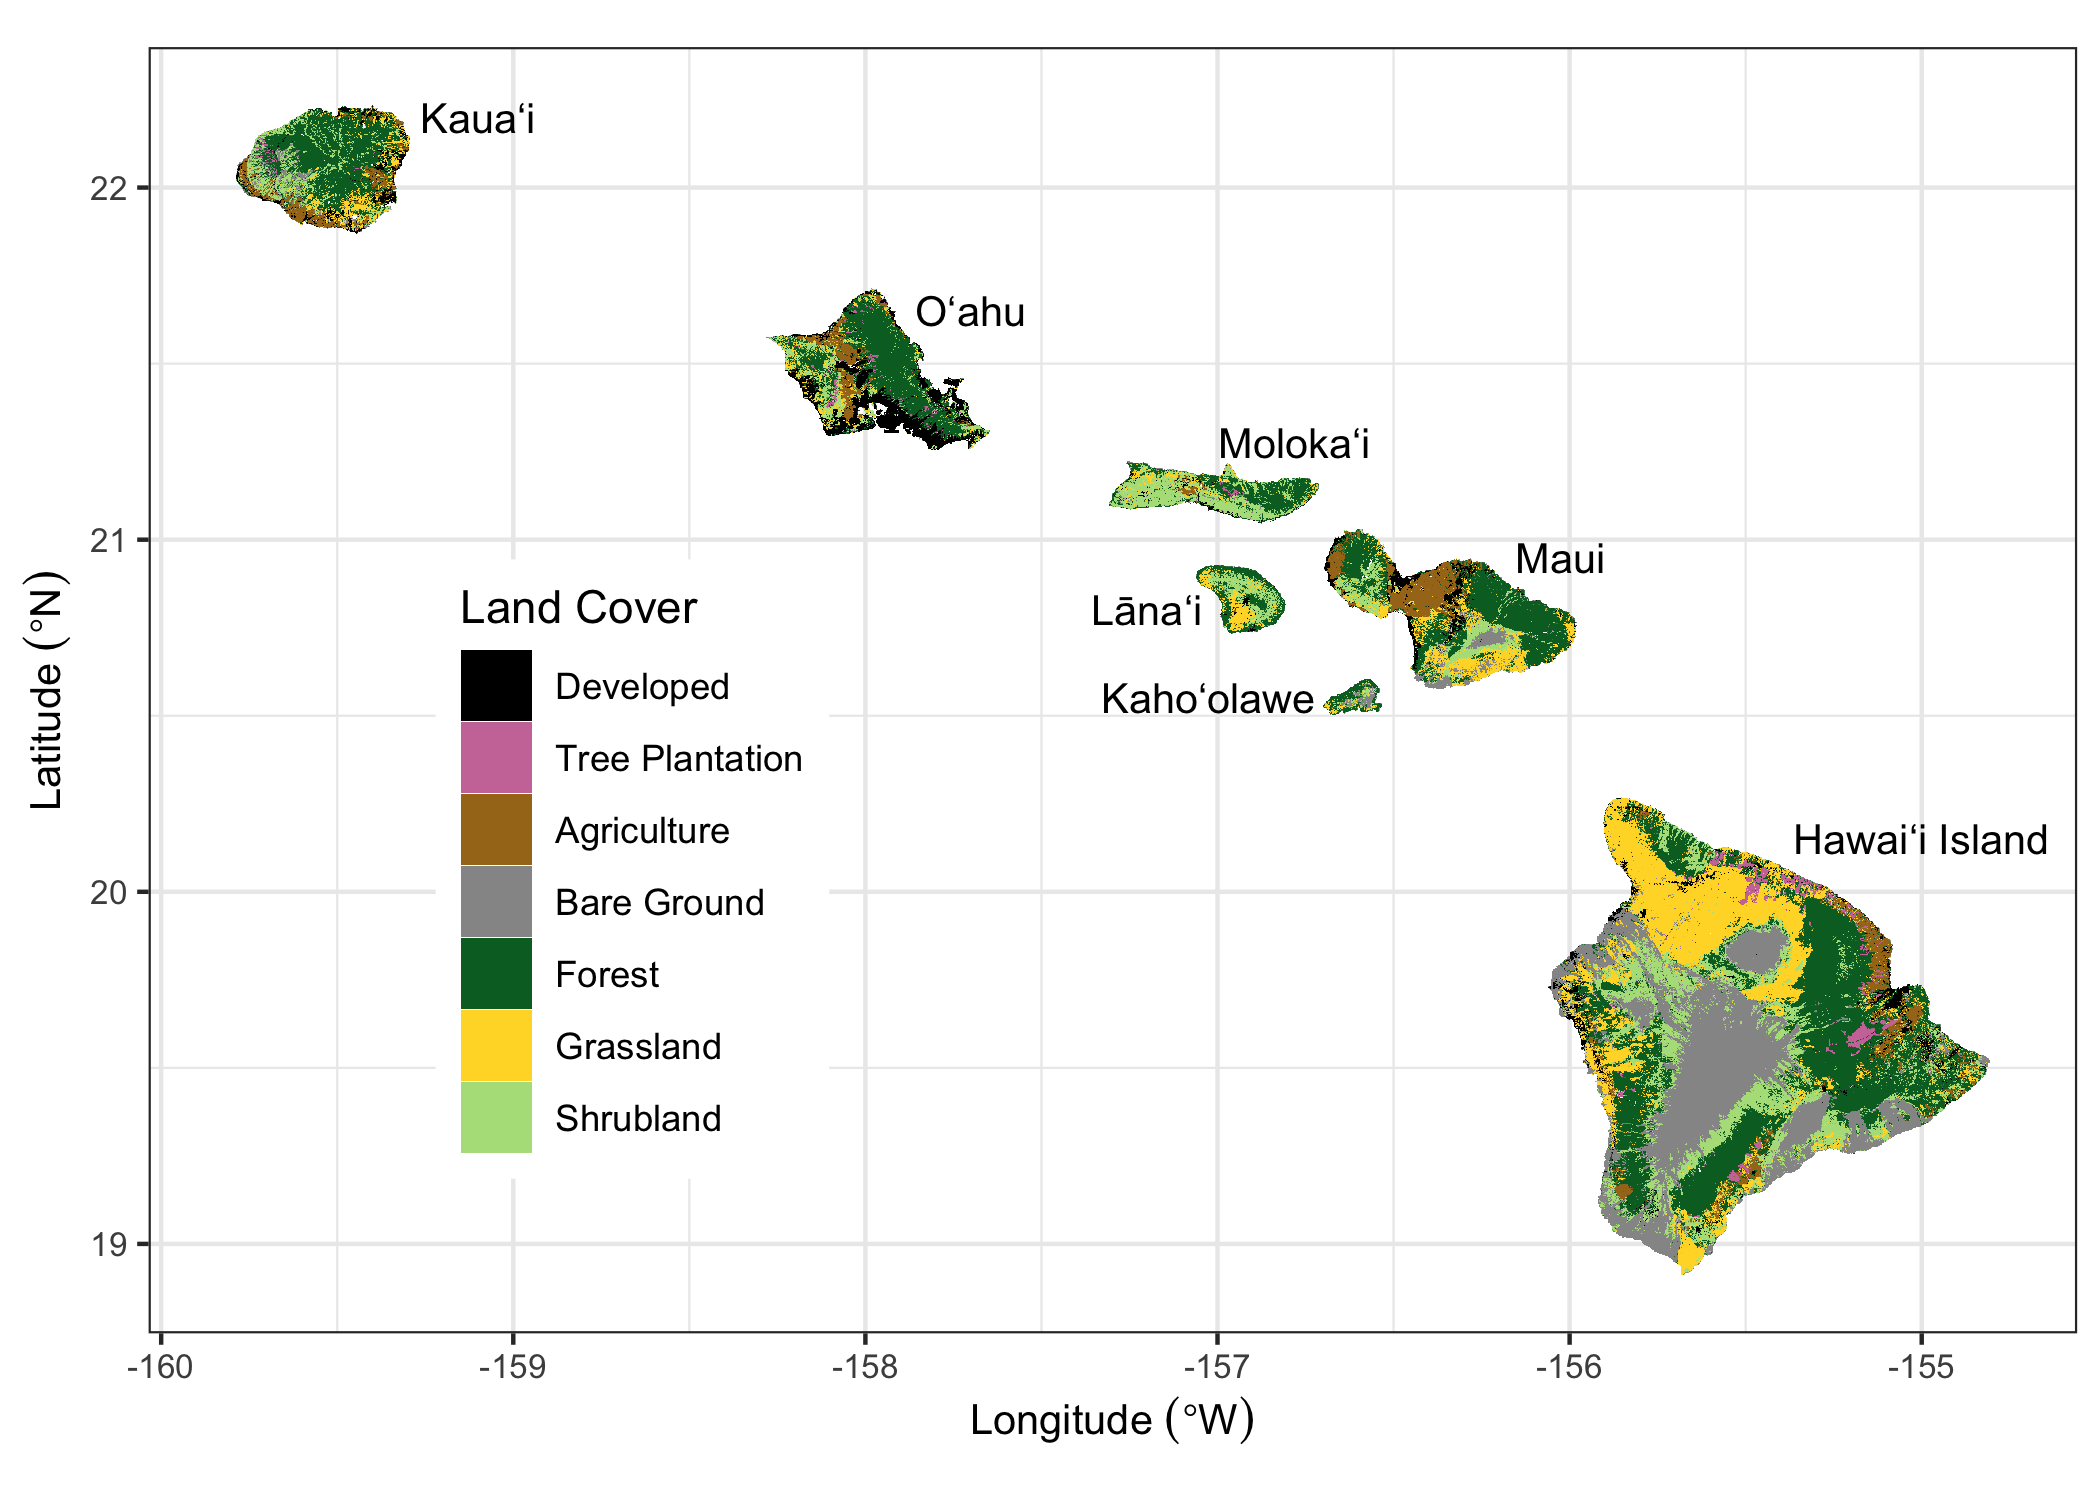 Kauaʻi
Oʻahu
Molokaʻi
Maui
Lānaʻi
Kahoʻolawe
Hawaiʻi Island
Land Cover
Developed
Tree Plantation
Agriculture
Bare Ground
Forest
Grassland
Shrubland
22
21
20
19
Latitude (°N)
-160 -159 -158 -157 -156 -155
Longitude (°W)